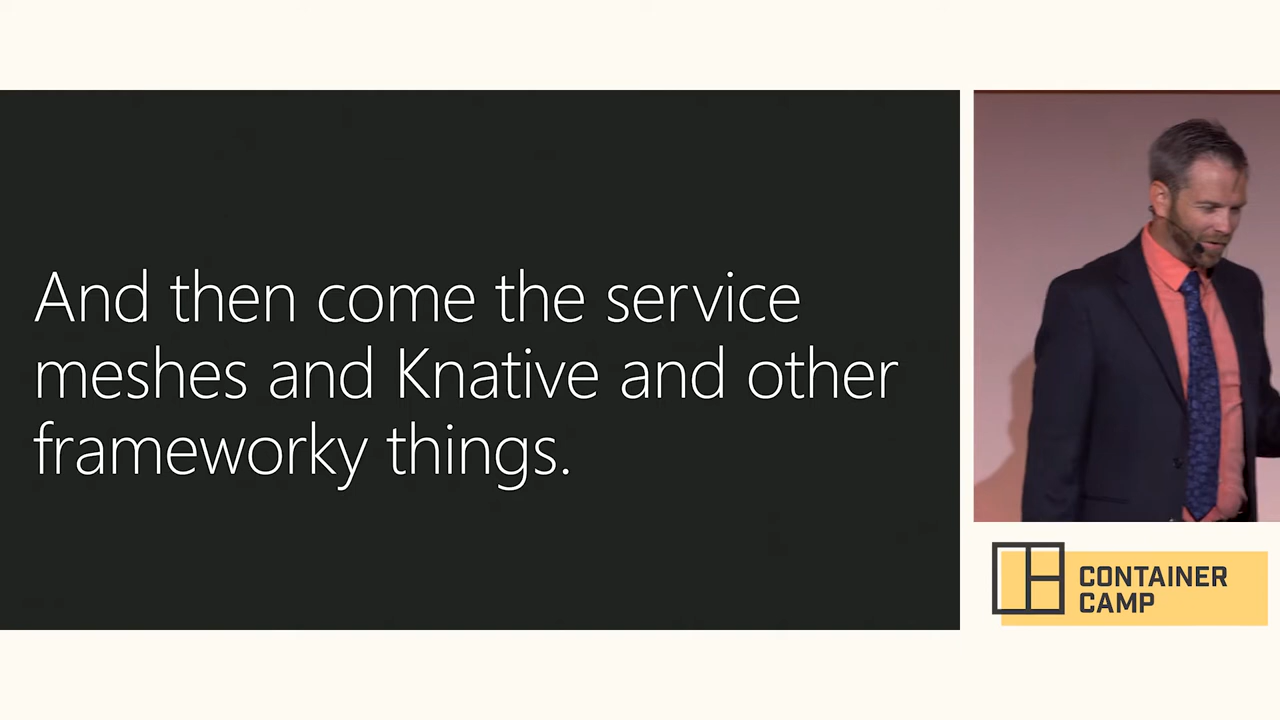 And then come the service
meshes and Knative and other
frameworky things.
CONTAINER
CAMP